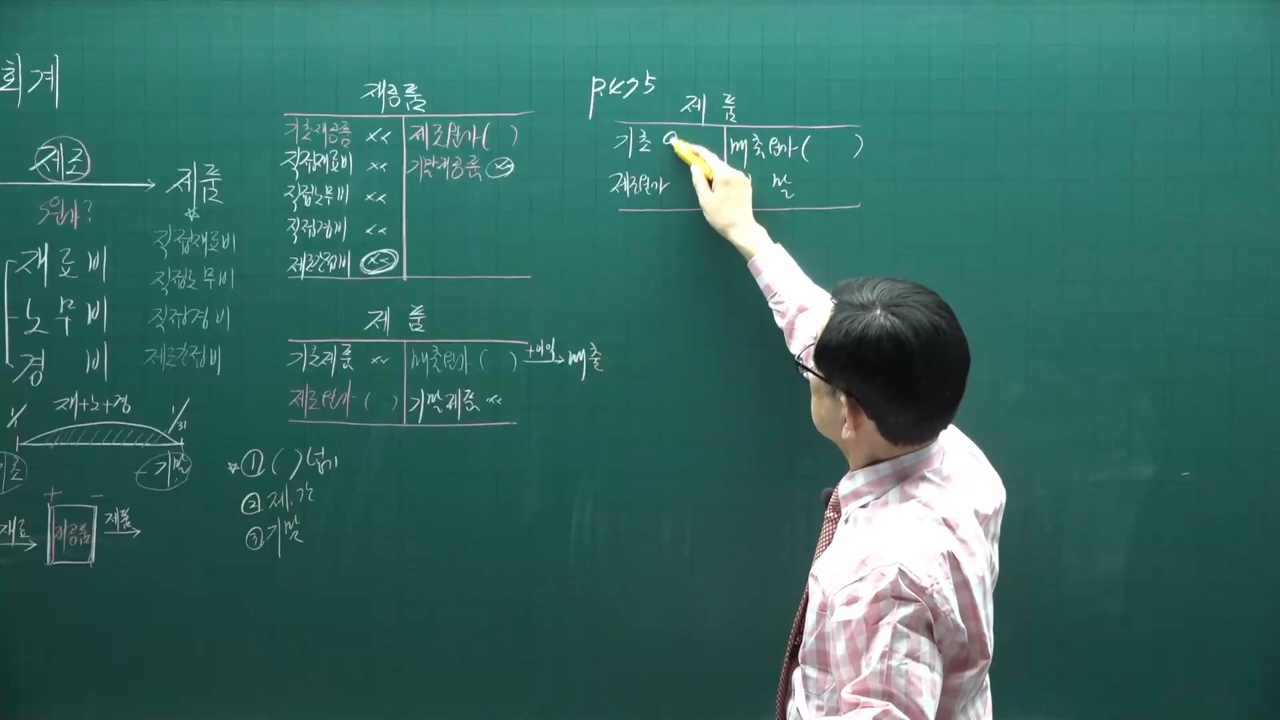 회계
제조
제품
원가?
재료비
노무비
경 비
직접재료비
직접노무비
직접경비
제조간접비
1/1
재+노+경
1/31
기초
기말
+ -
재료
재공품
제품
재공품
기초재공품 ×× 제조원가 ( )
직접재료비 ×× 기말재공품 ××
직접노무비 ××
직접경비 ××
제조간접비 ××
제 품
기초제품 ×× 매출원가 ( ) +이익 매출
제조원가 ( ) 기말제품 ××
☆ ① ( ) 넘기
② 제.간
③ 기말
제 품
기초 매출원가 ( )
제조원가 말